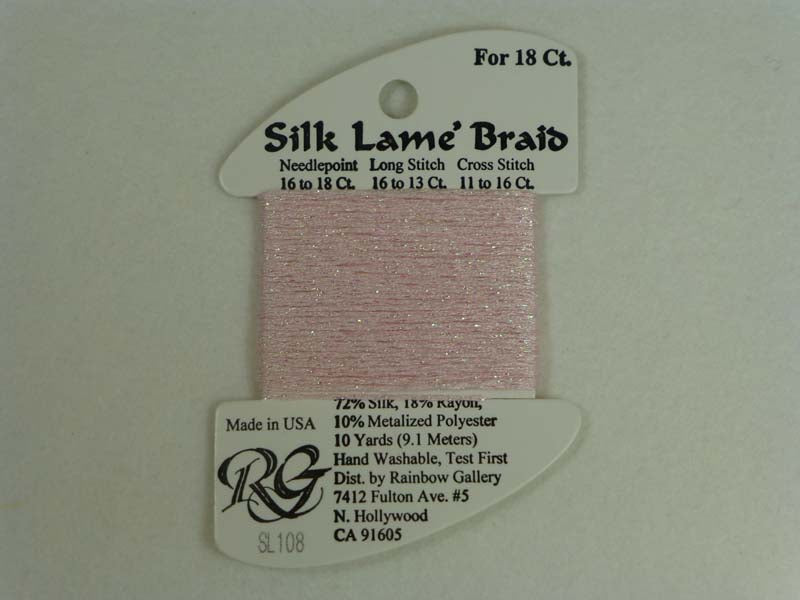 For 18 Ct.
Silk Lamé Braid
Needlepoint Long Stitch Cross Stitch
16 to 18 Ct. 16 to 13 Ct. 11 to 16 Ct.
72% Silk, 18% Rayon,
Made in USA
10% Metalized Polyester
10 Yards (9.1 Meters)
Hand Washable, Test First
RG
Dist. by Rainbow Gallery
7412 Fulton Ave. #5
N. Hollywood
SL108
CA 91605